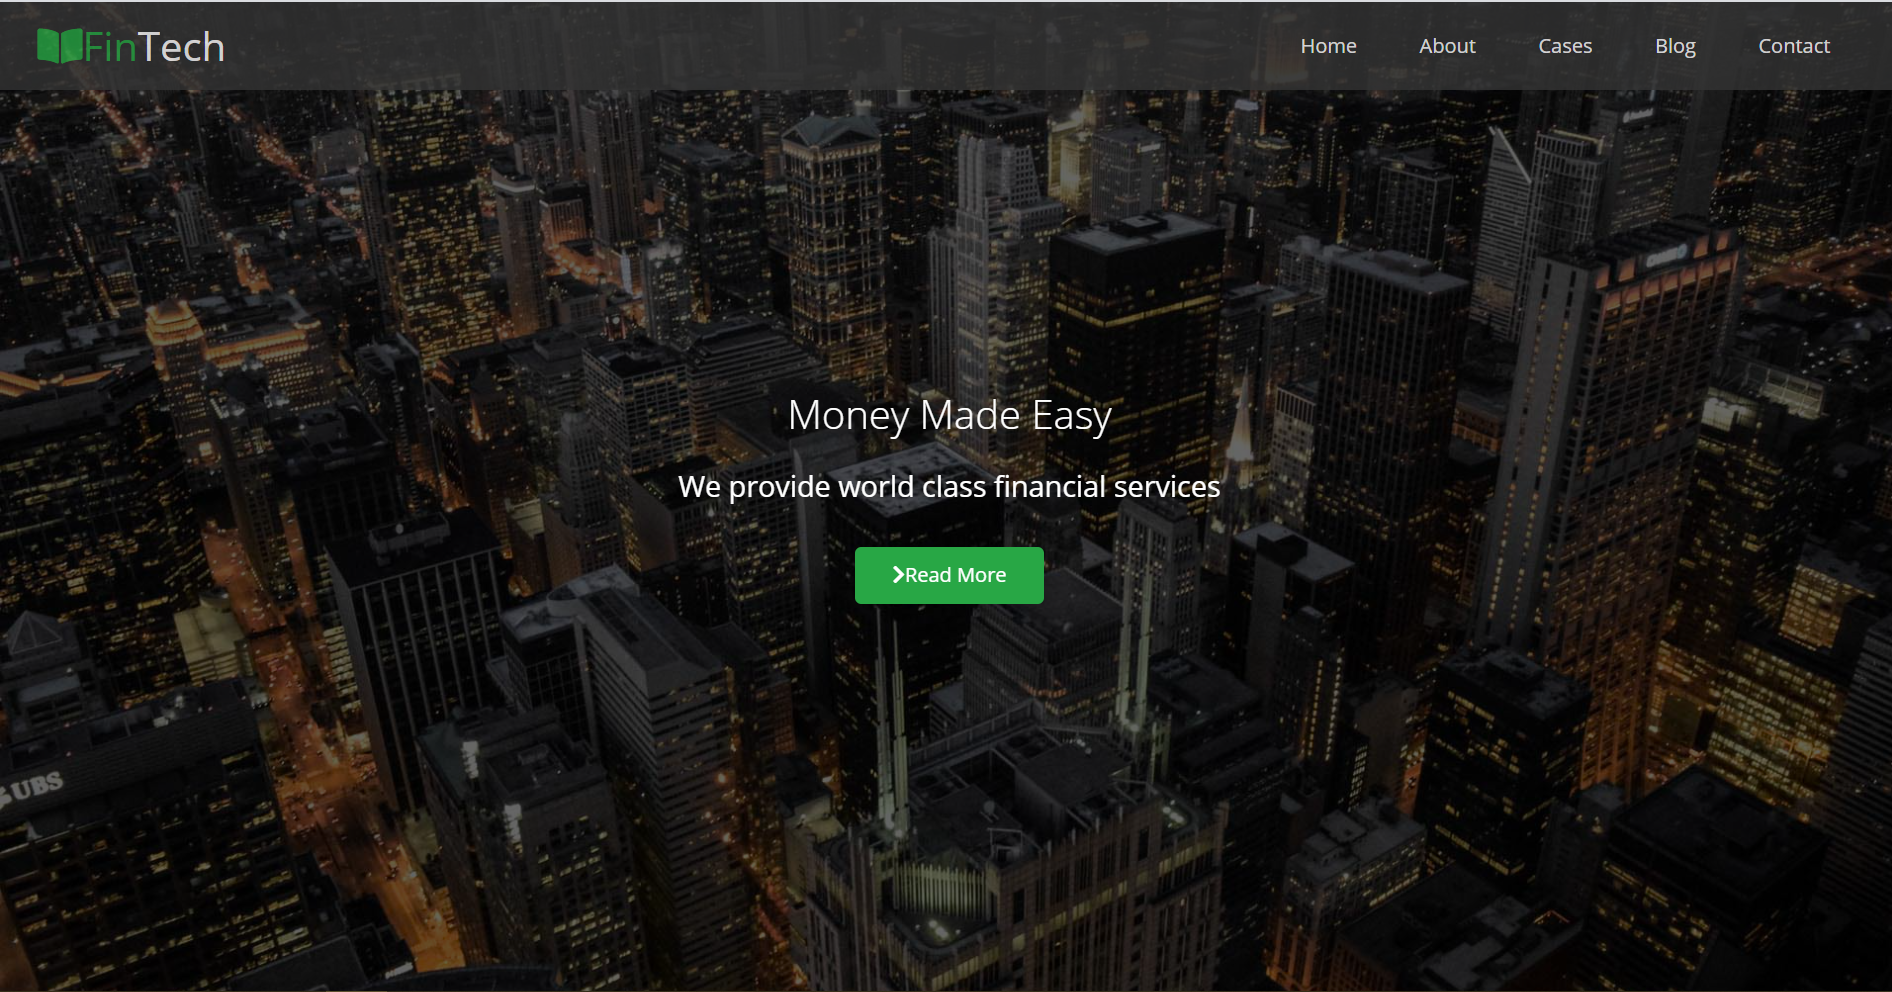 FinTech
Home About Cases Blog Contact
Money Made Easy
We provide world class financial services
Read More
UBS